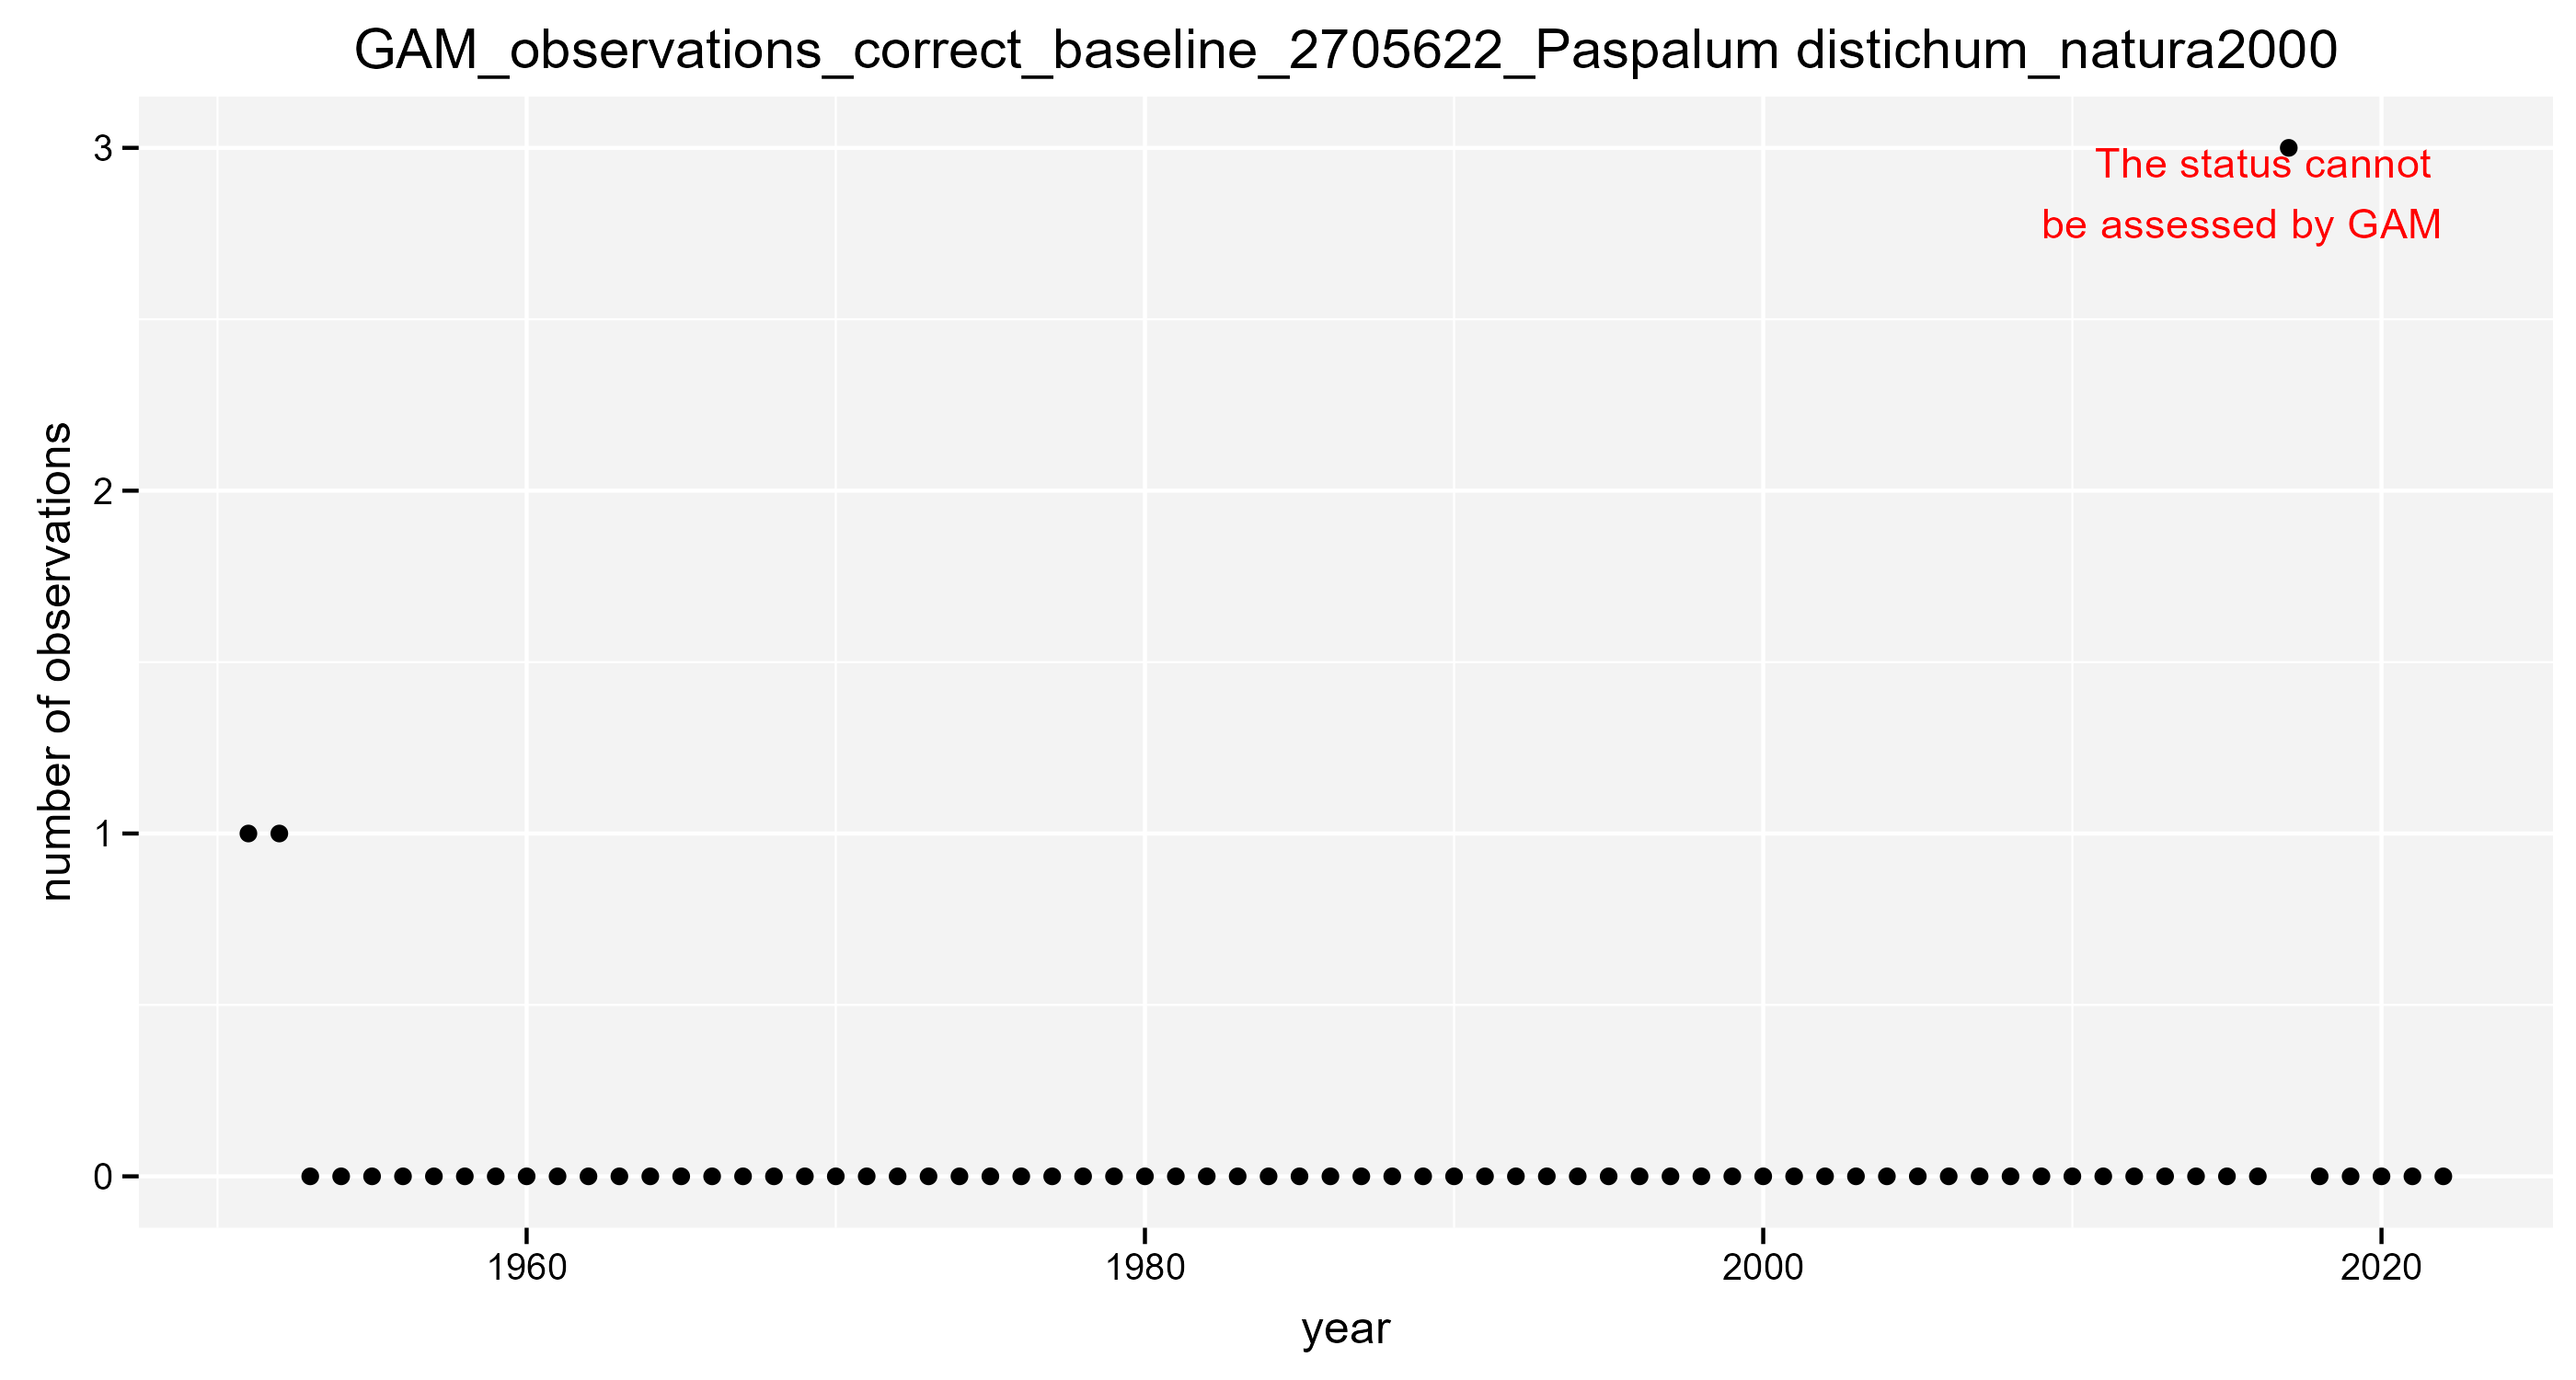 GAM_observations_correct_baseline_2705622_Paspalum distichum_natura2000
3
The status cannot
be assessed by GAM
2
number of observations
1
0
1960 1980 2000 2020
year